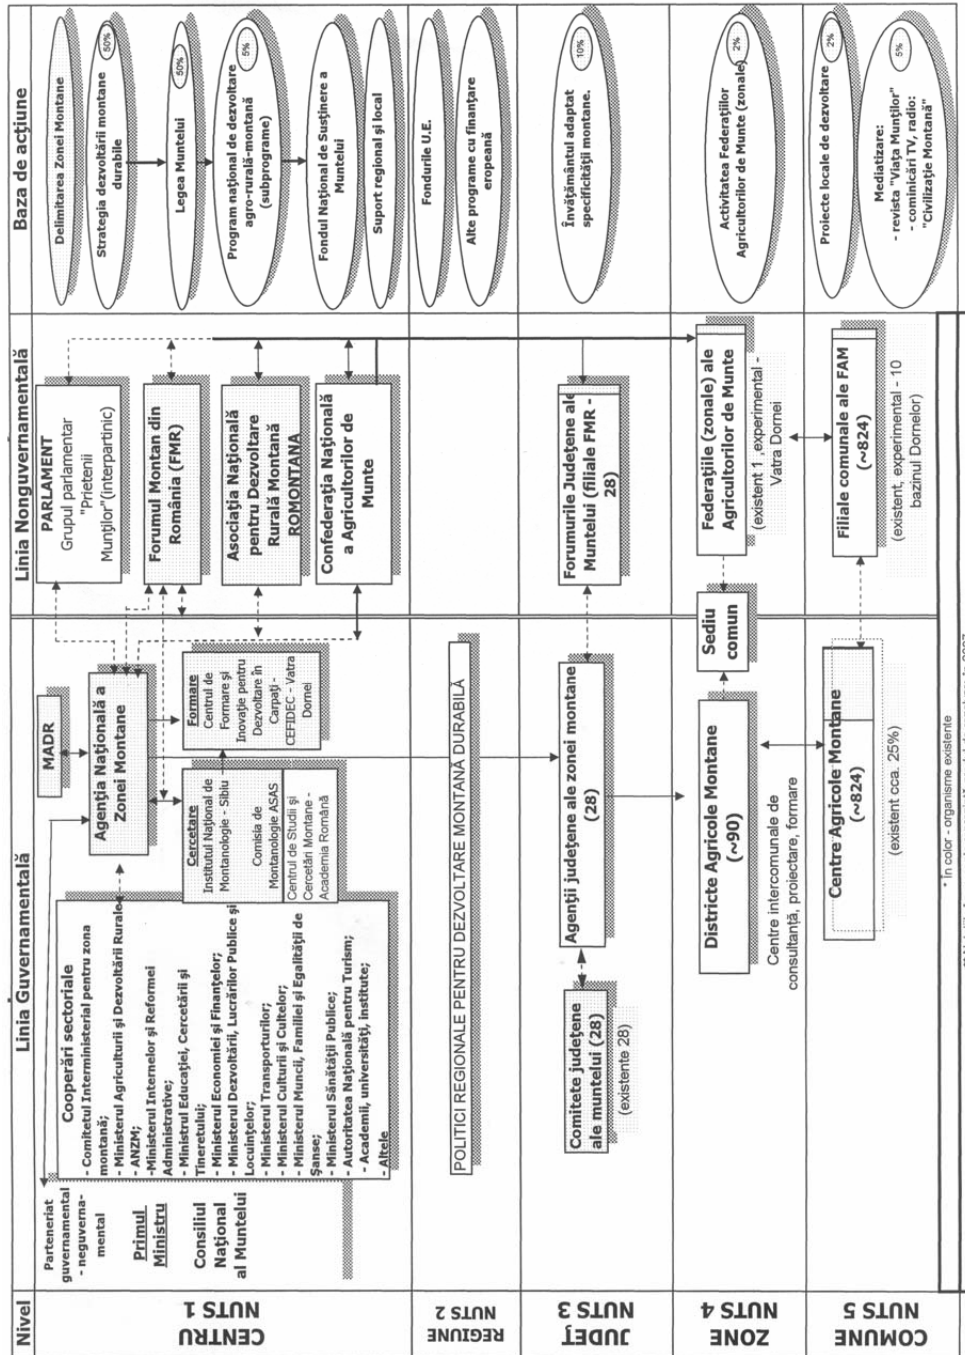 Nivel
Linia Guvernamentală
Linia Nonguvernamentală
Baza de acţiune
CENTRU
NUTS 1
Parteneriat
guvernamental
- neguverna-
mental
Primul
Ministru
Consiliul
Naţional
al Muntelui
Cooperări sectoriale
- Comitetul Interministerial pentru zona
montană;
- Ministerul Agriculturii şi Dezvoltării Rurale
- ANZM;
-Ministerul Internelor şi Reformei
Administrative;
- Ministrul Educaţiei, Cercetării şi
Tineretului;
- Ministerul Economiei şi Finanţelor;
- Ministerul Dezvoltării, Lucrărilor Publice şi
Locuinţelor;
- Ministerul Transporturilor;
- Ministerul Culturii şi Cultelor;
- Ministerul Muncii, Familiei şi Egalităţii de
Şanse;
- Ministerul Sănătăţii Publice;
- Autoritatea Naţională pentru Turism;
- Academii, universităţi, institute;
- Altele
MADR
Agenţia Naţională a
Zonei Montane
Cercetare
Institutul Naţional de
Montanologie - Sibiu
Comisia de
Montanologie ASAS
Centrul de Studii şi
Cercetări Montane -
Academia Română
Formare
Centrul de
Formare şi
Inovaţie pentru
Dezvoltare în
Carpaţi -
CEFIDEC - Vatra
Dornei
PARLAMENT
Grupul parlamentar
"Prietenii
Munţilor"(interpartinic)
Forumul Montan din
România (FMR)
Asociaţia Naţională
pentru Dezvoltare
Rurală Montană
ROMONTANA
Confederaţia Naţională
a Agricultorilor de
Munte
Delimitarea Zonei Montane
Strategia dezvoltării montane
durabile
50%
Legea Muntelui
50%
Program naţional de dezvoltare
agro-rurală-montană
(subprograme)
5%
Fondul Naţional de Susţinere a
Muntelui
Suport regional şi local
REGIUNE
NUTS 2
POLITICI REGIONALE PENTRU DEZVOLTARE MONTANĂ DURABILĂ
Fondurile U.E.
Alte programe cu finanţare
eropeană
JUDEŢ
NUTS 3
Comitete judeţene
ale muntelui (28)
(existente 28)
Agenţii judeţene ale zonei montane
(28)
Forumurile Judeţene ale
Muntelui (filiale FMR -
28)
Învăţământul adaptat
specificităţii montane.
10%
ZONE
NUTS 4
Districte Agricole Montane
(~90)
Centre intercomunale de
consultanţă, proiectare, formare
Sediu
comun
Federaţiile (zonale) ale
Agricultorilor de Munte
(existent 1 ,experimental -
Vatra Dornei
Activitatea Federaţiilor
Agricultorilor de Munte (zonale)
2%
COMUNE
NUTS 5
Centre Agricole Montane
(~824)
(existent cca. 25%)
Filiale comunale ale FAM
(~824)
(existent, experimental - 10
bazinul Dornelor)
Proiecte locale de dezvoltare
2%
Mediatizare:
- revista "Viaţa Munţilor"
- cominicări TV, radio:
"Civilizaţie Montană"
5%
* în color - organisme existente